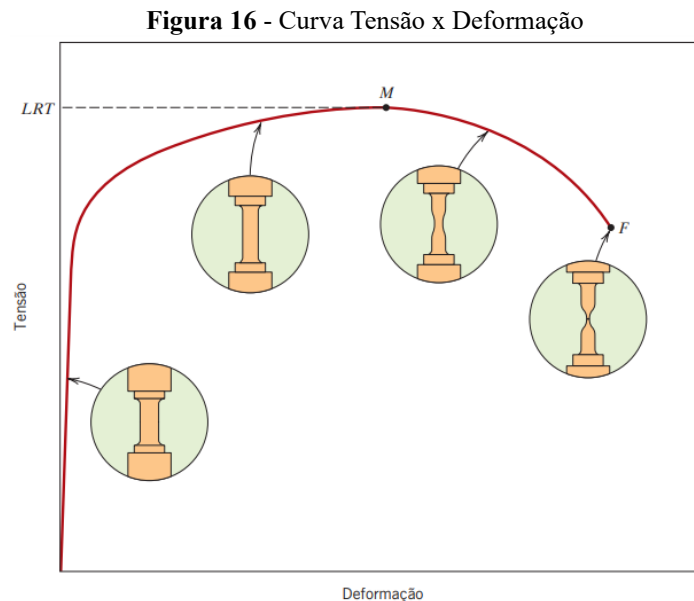 Figura 16 - Curva Tensão x Deformação
M
LRT
F
Tensão
Deformação